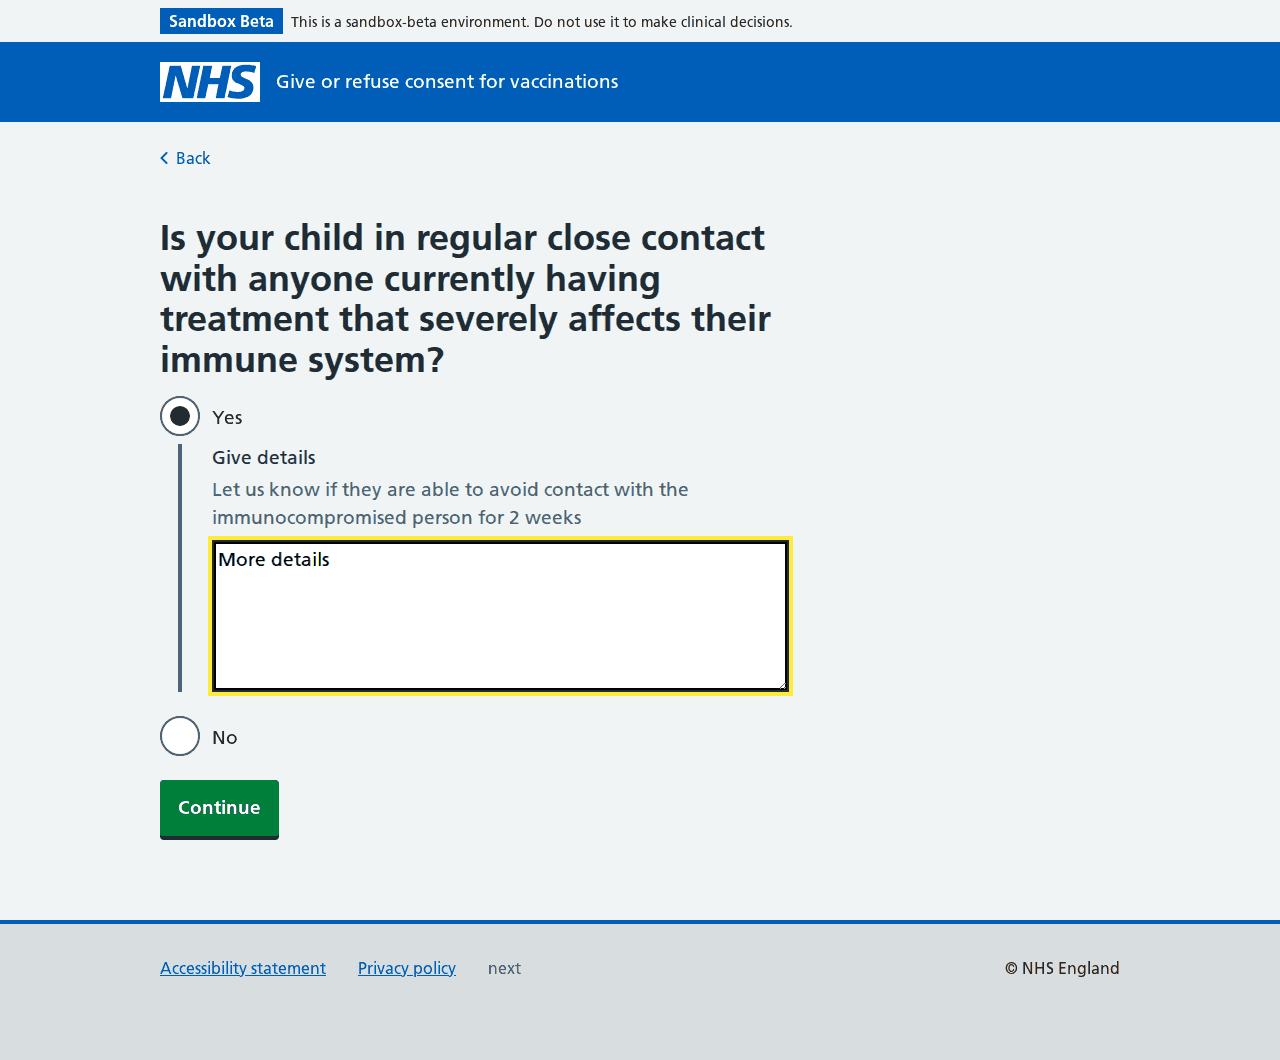 Sandbox Beta This is a sandbox-beta environment. Do not use it to make clinical decisions.
NHS Give or refuse consent for vaccinations
Back
Is your child in regular close contact
with anyone currently having
treatment that severely affects their
immune system?
Yes
Give details
Let us know if they are able to avoid contact with the
immunocompromised person for 2 weeks
More details
No
Continue
Accessibility statement Privacy policy next © NHS England